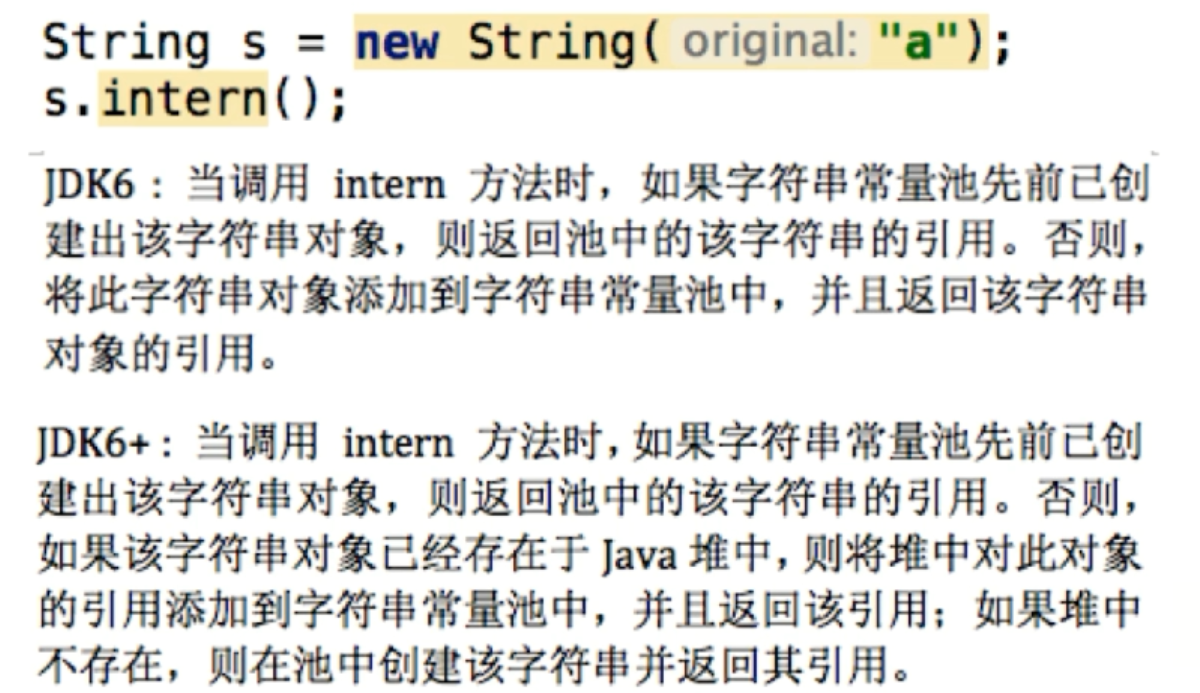 String s = new String( original: "a");
s.intern();
JDK6：当调用 intern 方法时，如果字符串常量池先前已创
建出该字符串对象，则返回池中的该字符串的引用。否则，
将此字符串对象添加到字符串常量池中，并且返回该字符串
对象的引用。
JDK6+：当调用 intern 方法时，如果字符串常量池先前已创
建出该字符串对象，则返回池中的该字符串的引用。否则，
如果该字符串对象已经存在于 Java 堆中，则将堆中对此对象
的引用添加到字符串常量池中，并且返回该引用；如果堆中
不存在，则在池中创建该字符串并返回其引用。